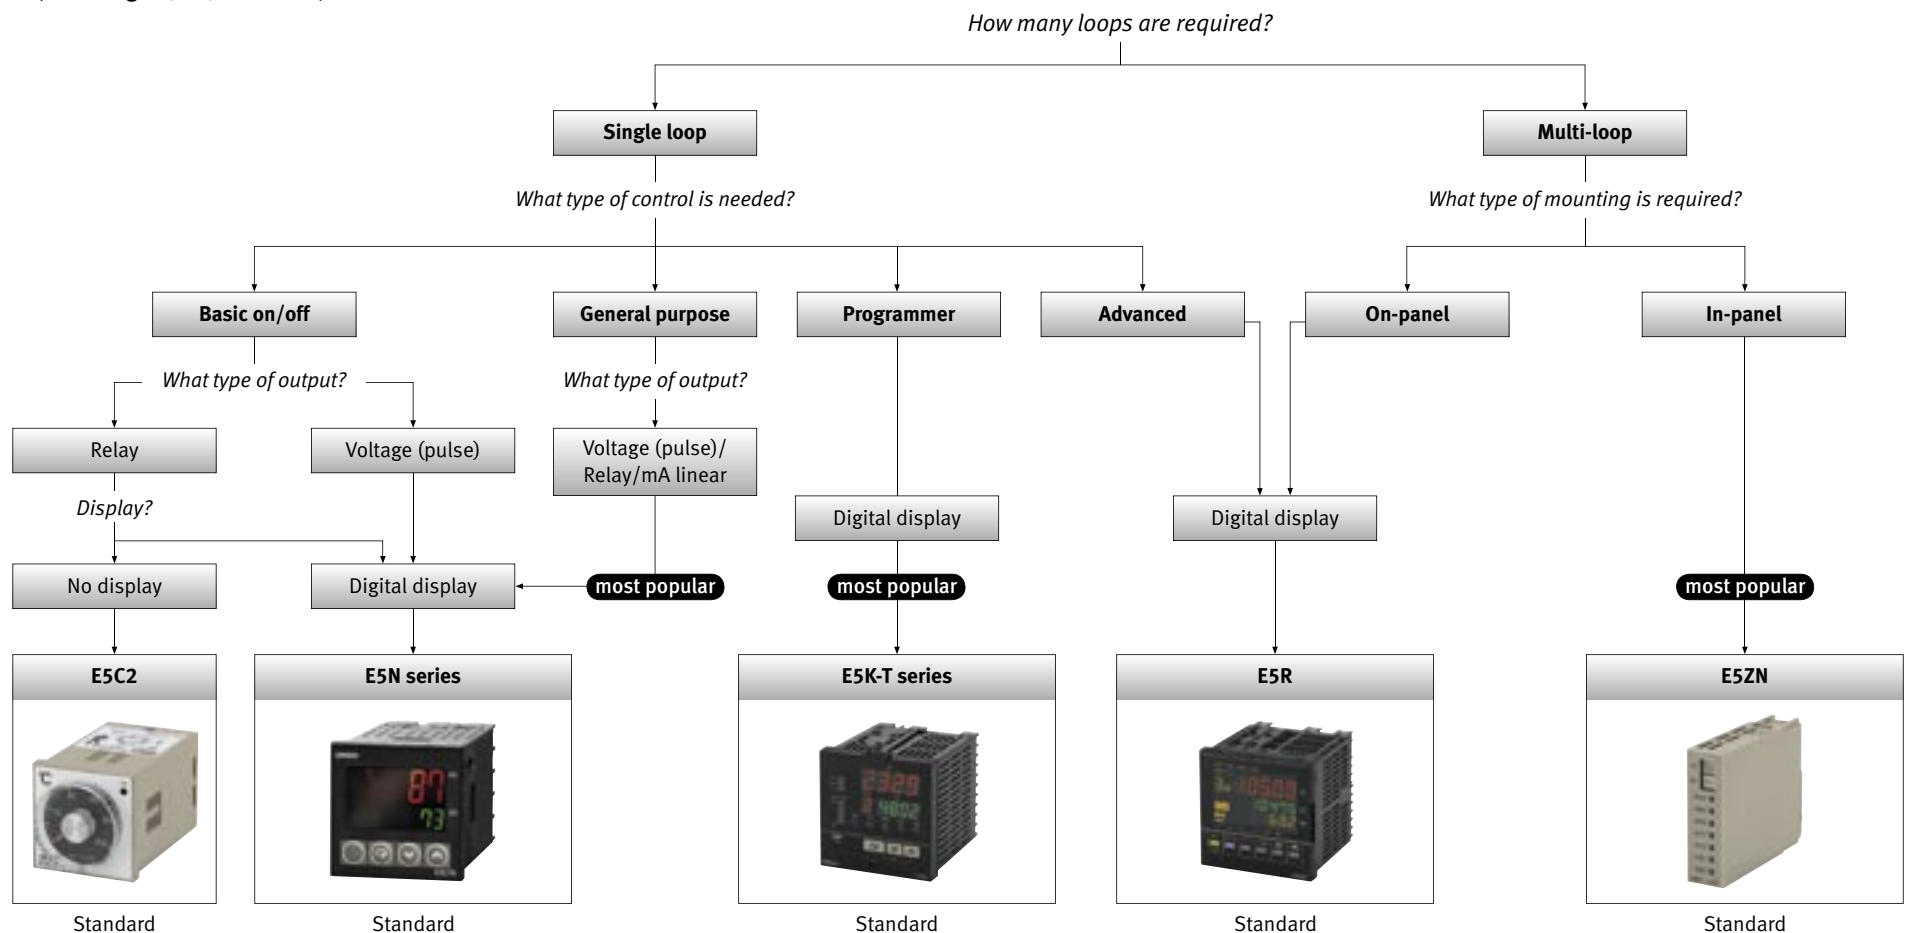 How many loops are required?
Single loop
Multi-loop
What type of control is needed?
What type of mounting is required?
Basic on/off
General purpose
Programmer
Advanced
On-panel
In-panel
What type of output?
What type of output?
Relay
Voltage (pulse)
Voltage (pulse)/
Relay/mA linear
Display?
Digital display
Digital display
No display
Digital display
most popular
most popular
most popular
E5C2
E5N series
E5K-T series
E5R
E5ZN
°C
87
73
Standard
Standard
Standard
Standard
Standard